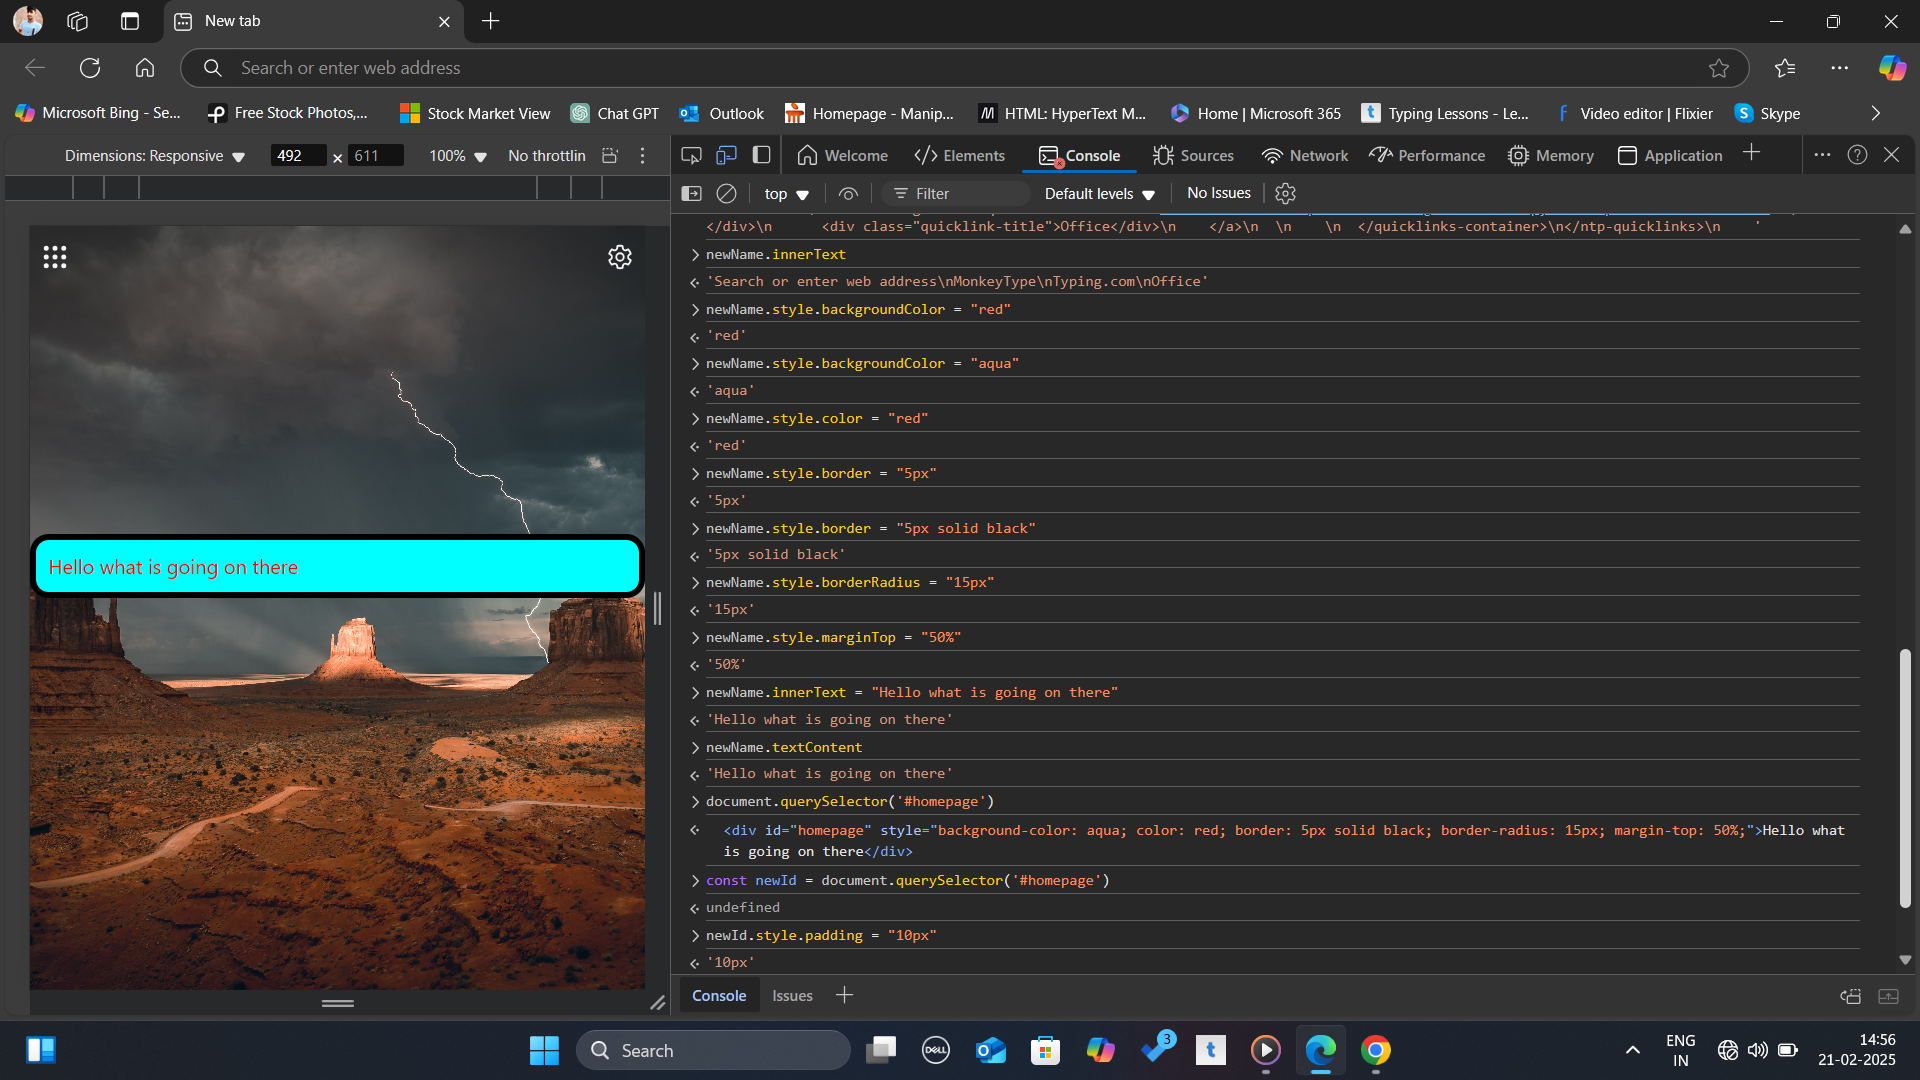 New tab
Search or enter web address
Microsoft Bing - Se...
Free Stock Photos,...
Stock Market View
Chat GPT
Outlook
Homepage - Manip...
HTML: HyperText M...
Home | Microsoft 365
Typing Lessons - Le...
Video editor | Flixier
Skype
Dimensions: Responsive
492 × 611
100%
No throttlin
Welcome
Elements
Console
Sources
Network
Performance
Memory
Application
top
Filter
Default levels
No Issues
</div>\n      <div class="quicklink-title">Office</div>\n    </a>\n  \n    \n  </quicklinks-container>\n</ntp-quicklinks>\n    '
newName.innerText
'Search or enter web address\nMonkeyType\nTyping.com\nOffice'
newName.style.backgroundColor = "red"
'red'
newName.style.backgroundColor = "aqua"
'aqua'
newName.style.color = "red"
'red'
newName.style.border = "5px"
'5px'
newName.style.border = "5px solid black"
'5px solid black'
newName.style.borderRadius = "15px"
'15px'
newName.style.marginTop = "50%"
'50%'
newName.innerText = "Hello what is going on there"
'Hello what is going on there'
newName.textContent
'Hello what is going on there'
document.querySelector('#homepage')
<div id="homepage" style="background-color: aqua; color: red; border: 5px solid black; border-radius: 15px; margin-top: 50%;">Hello what
is going on there</div>
const newId = document.querySelector('#homepage')
undefined
newId.style.padding = "10px"
'10px'
Hello what is going on there
Console
Issues
Search
DELL
3
t
ENG
IN
14:56
21-02-2025